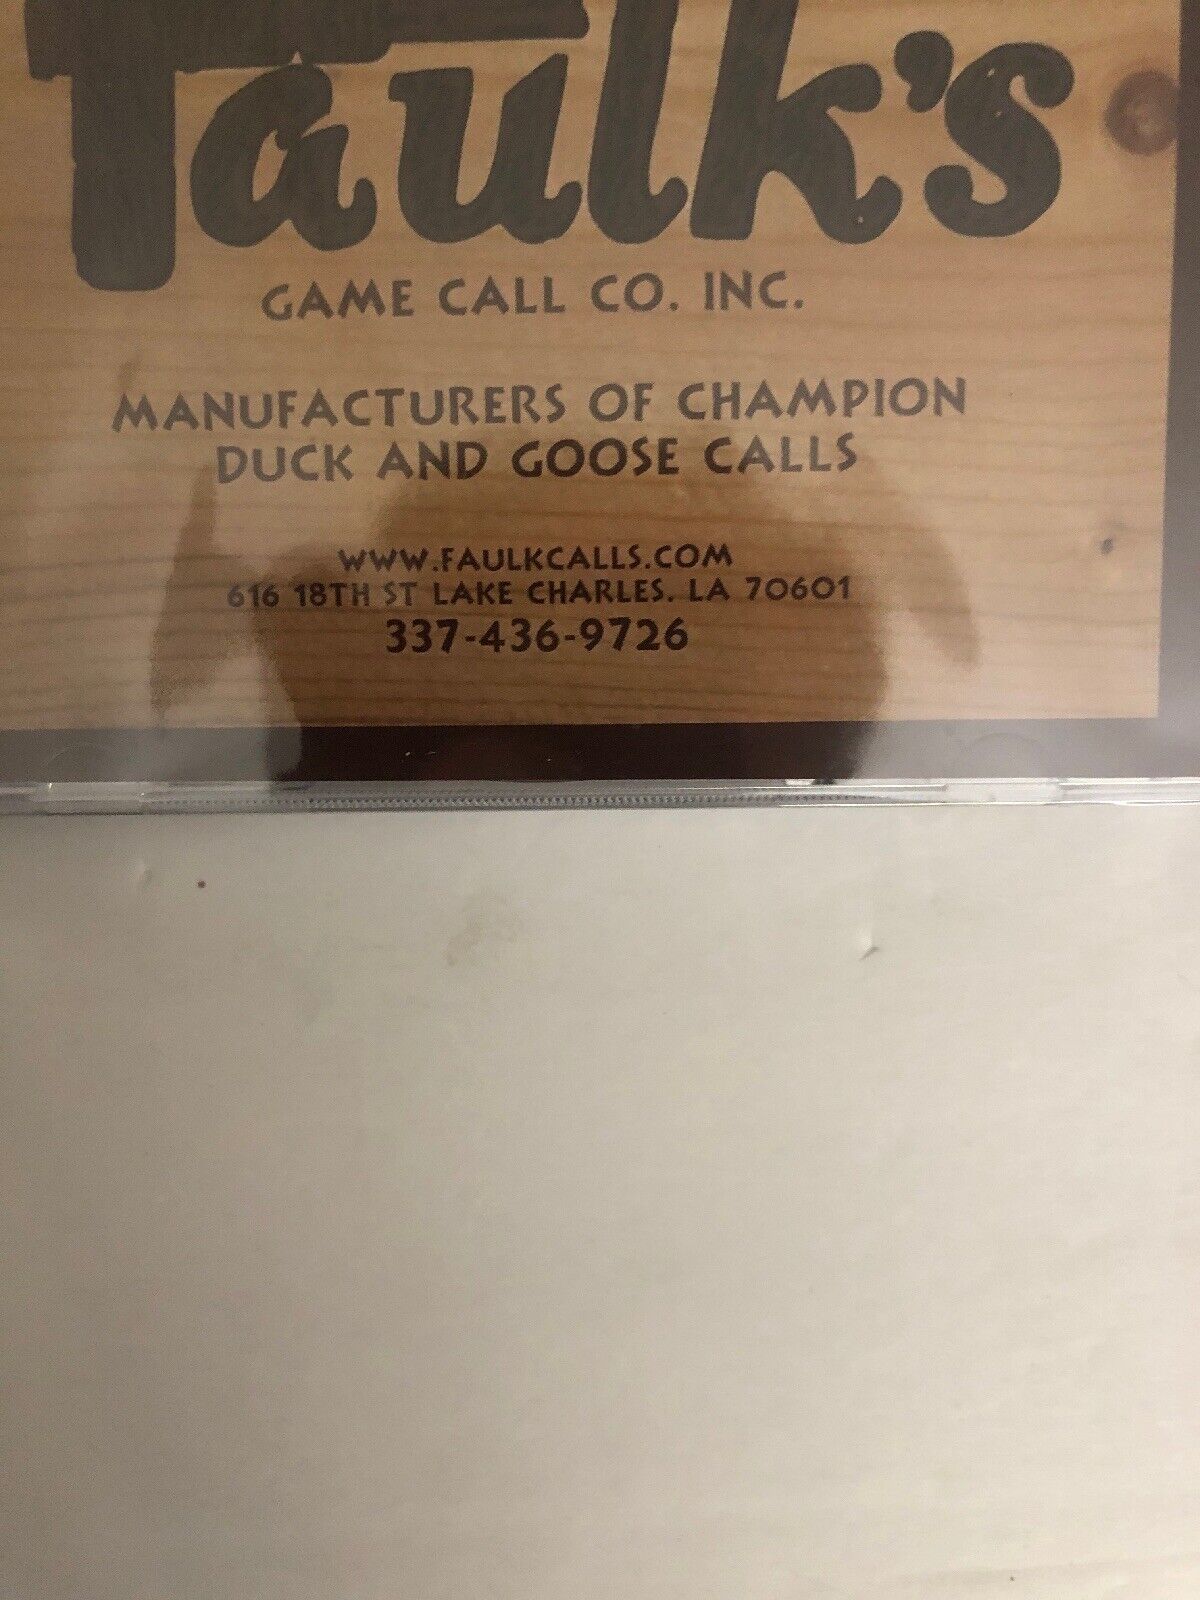 Faulk's
GAME CALL CO. INC.
MANUFACTURERS OF CHAMPION
DUCK AND GOOSE CALLS
WWW.FAULKCALLS.COM
616 18TH ST LAKE CHARLES. LA 70601
337-436-9726